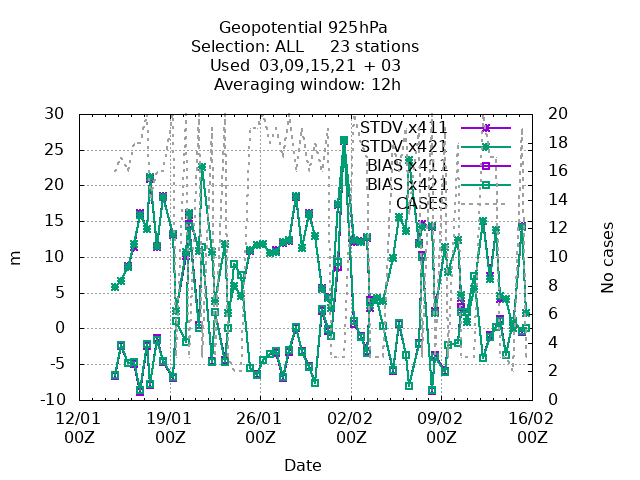 Geopotential 925hPa
Selection: ALL     23 stations
Used  03,09,15,21 + 03
Averaging window: 12h
30
25
20
15
10
5
0
-5
-10
m
20
18
16
14
12
10
8
6
4
2
0
No cases
STDV x411
STDV x421
BIAS x411
BIAS x421
CASES
12/01 19/01 26/01 02/02 09/02 16/02
00Z 00Z 00Z 00Z 00Z 00Z
Date